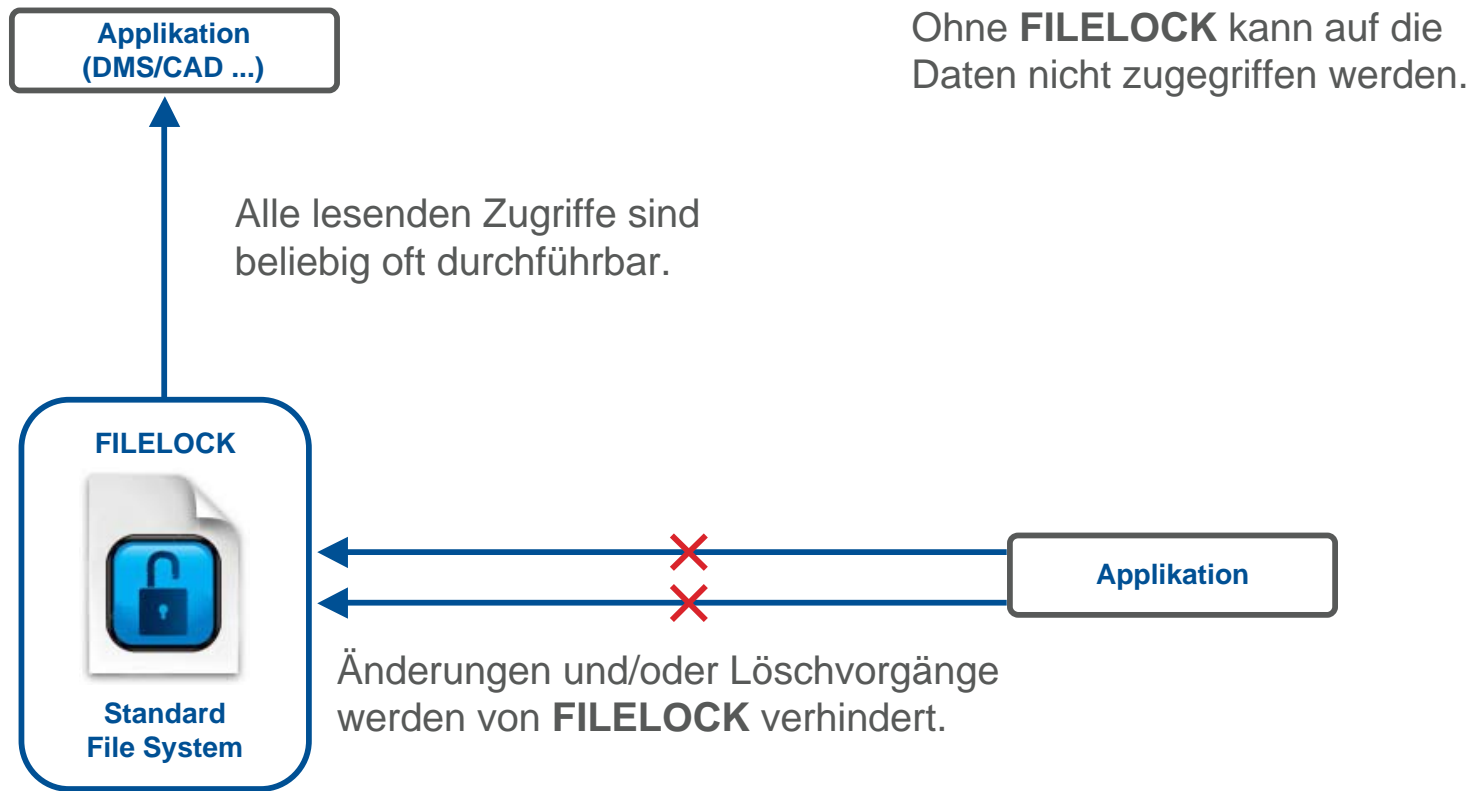 Applikation
(DMS/CAD ...)
Ohne FILELOCK kann auf die
Daten nicht zugegriffen werden.
Alle lesenden Zugriffe sind
beliebig oft durchführbar.
FILELOCK
Standard
File System
Applikation
Änderungen und/oder Löschvorgänge
werden von FILELOCK verhindert.